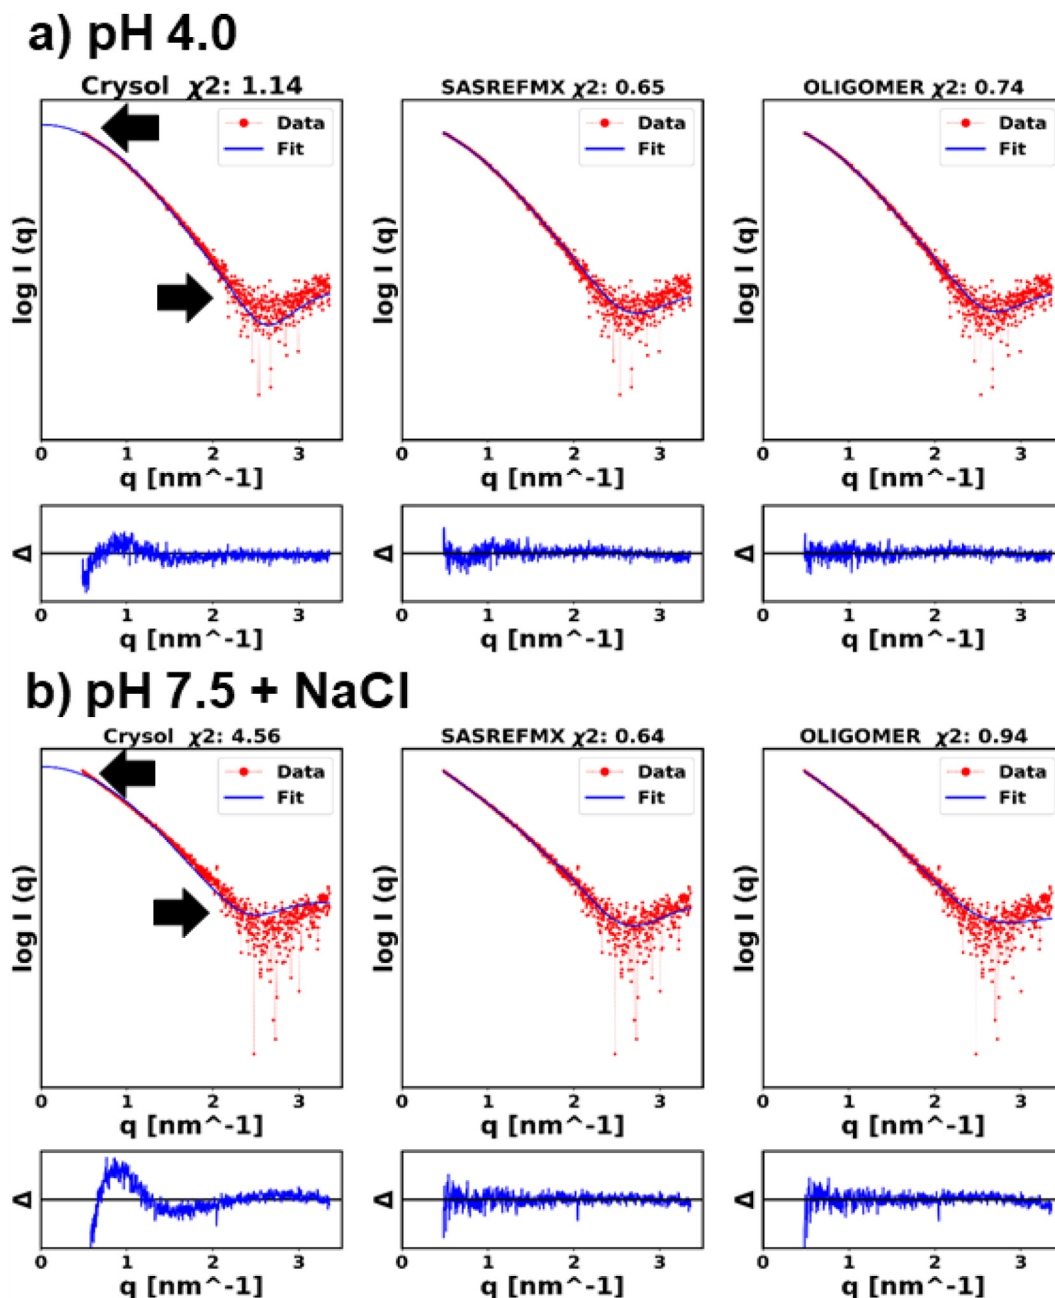 a) pH 4.0
Crysol χ2: 1.14 SASREFMX χ2: 0.65 OLIGOMER χ2: 0.74
Data Data Data
Fit Fit Fit
log I (q) log I (q) log I (q)
0 1 2 3 0 1 2 3 0 1 2 3
q [nm^-1] q [nm^-1] q [nm^-1]
Δ Δ Δ
0 1 2 3 0 1 2 3 0 1 2 3
q [nm^-1] q [nm^-1] q [nm^-1]
b) pH 7.5 + NaCl
Crysol χ2: 4.56 SASREFMX χ2: 0.64 OLIGOMER χ2: 0.94
Data Data Data
Fit Fit Fit
log I (q) log I (q) log I (q)
0 1 2 3 0 1 2 3 0 1 2 3
q [nm^-1] q [nm^-1] q [nm^-1]
Δ Δ Δ
0 1 2 3 0 1 2 3 0 1 2 3
q [nm^-1] q [nm^-1] q [nm^-1]